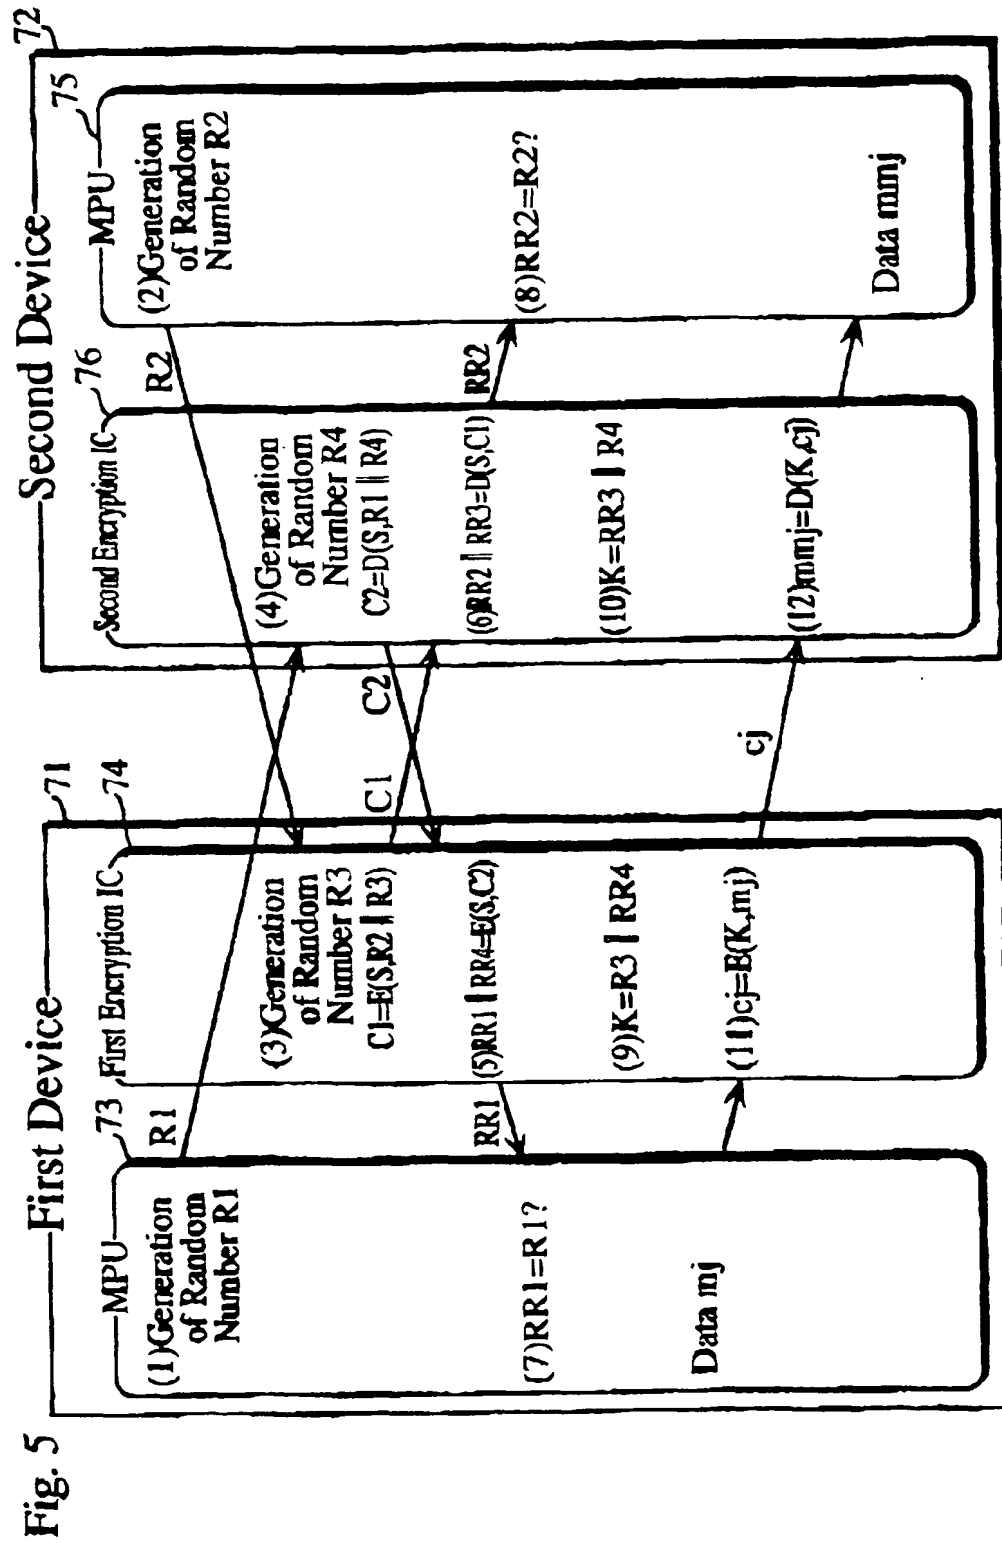 Fig. 5
First Device
71
MPU
73
(1)Generation
of Random
Number R1
R1
(7)RR1=R1?
RR1
Data mj
First Encryption IC
74
(3)Generation
of Random
Number R3
C1=E(S,R2 || R3)
(5)RR1 || RR4=E(S,C2)
(9)K=R3 || RR4
(11)cj=E(K,mj)
C1
C2
cj
Second Device
72
Second Encryption IC
76
(4)Generation
of Random
Number R4
C2=D(S,R1 || R4)
(6)RR2 || RR3=D(S,C1)
(10)K=RR3 || R4
(12)mmj=D(K,cj)
R2
RR2
MPU
75
(2)Generation
of Random
Number R2
(8)RR2=R2?
Data mmj